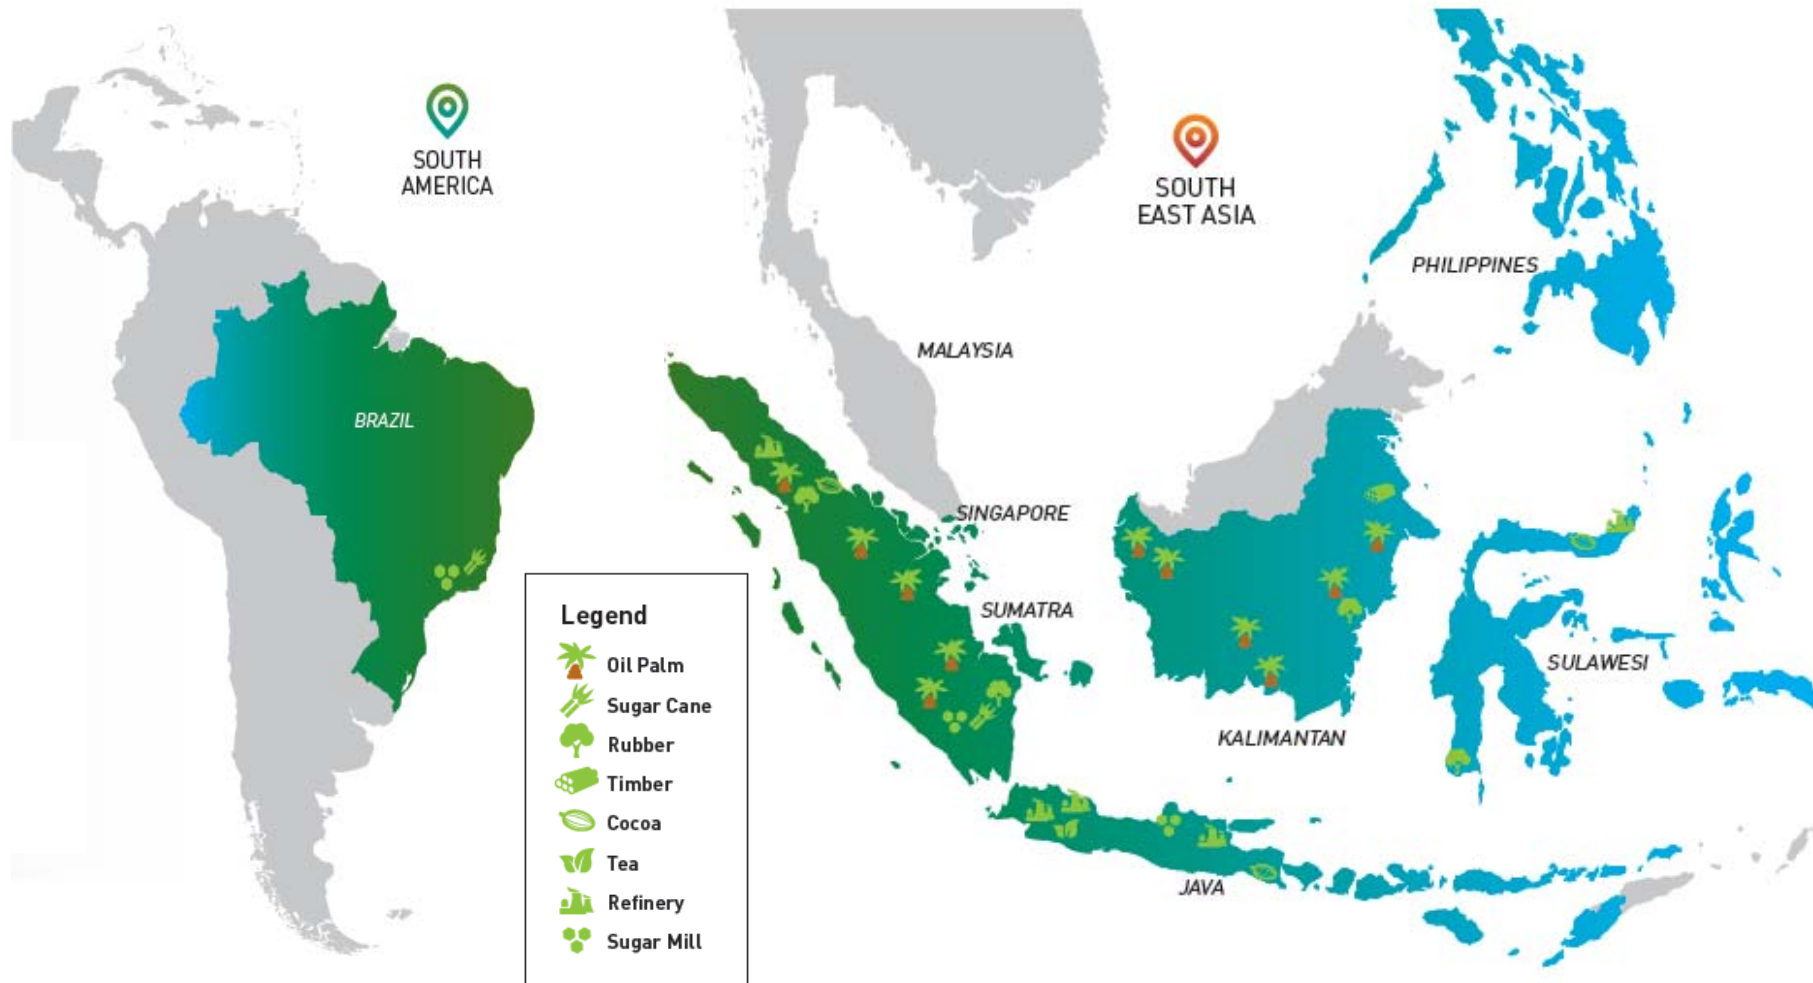 SOUTH
AMERICA
SOUTH
EAST ASIA
PHILIPPINES
MALAYSIA
BRAZIL
SINGAPORE
SUMATRA
SULAWESI
KALIMANTAN
JAVA
Legend
Oil Palm
Sugar Cane
Rubber
Timber
Cocoa
Tea
Refinery
Sugar Mill